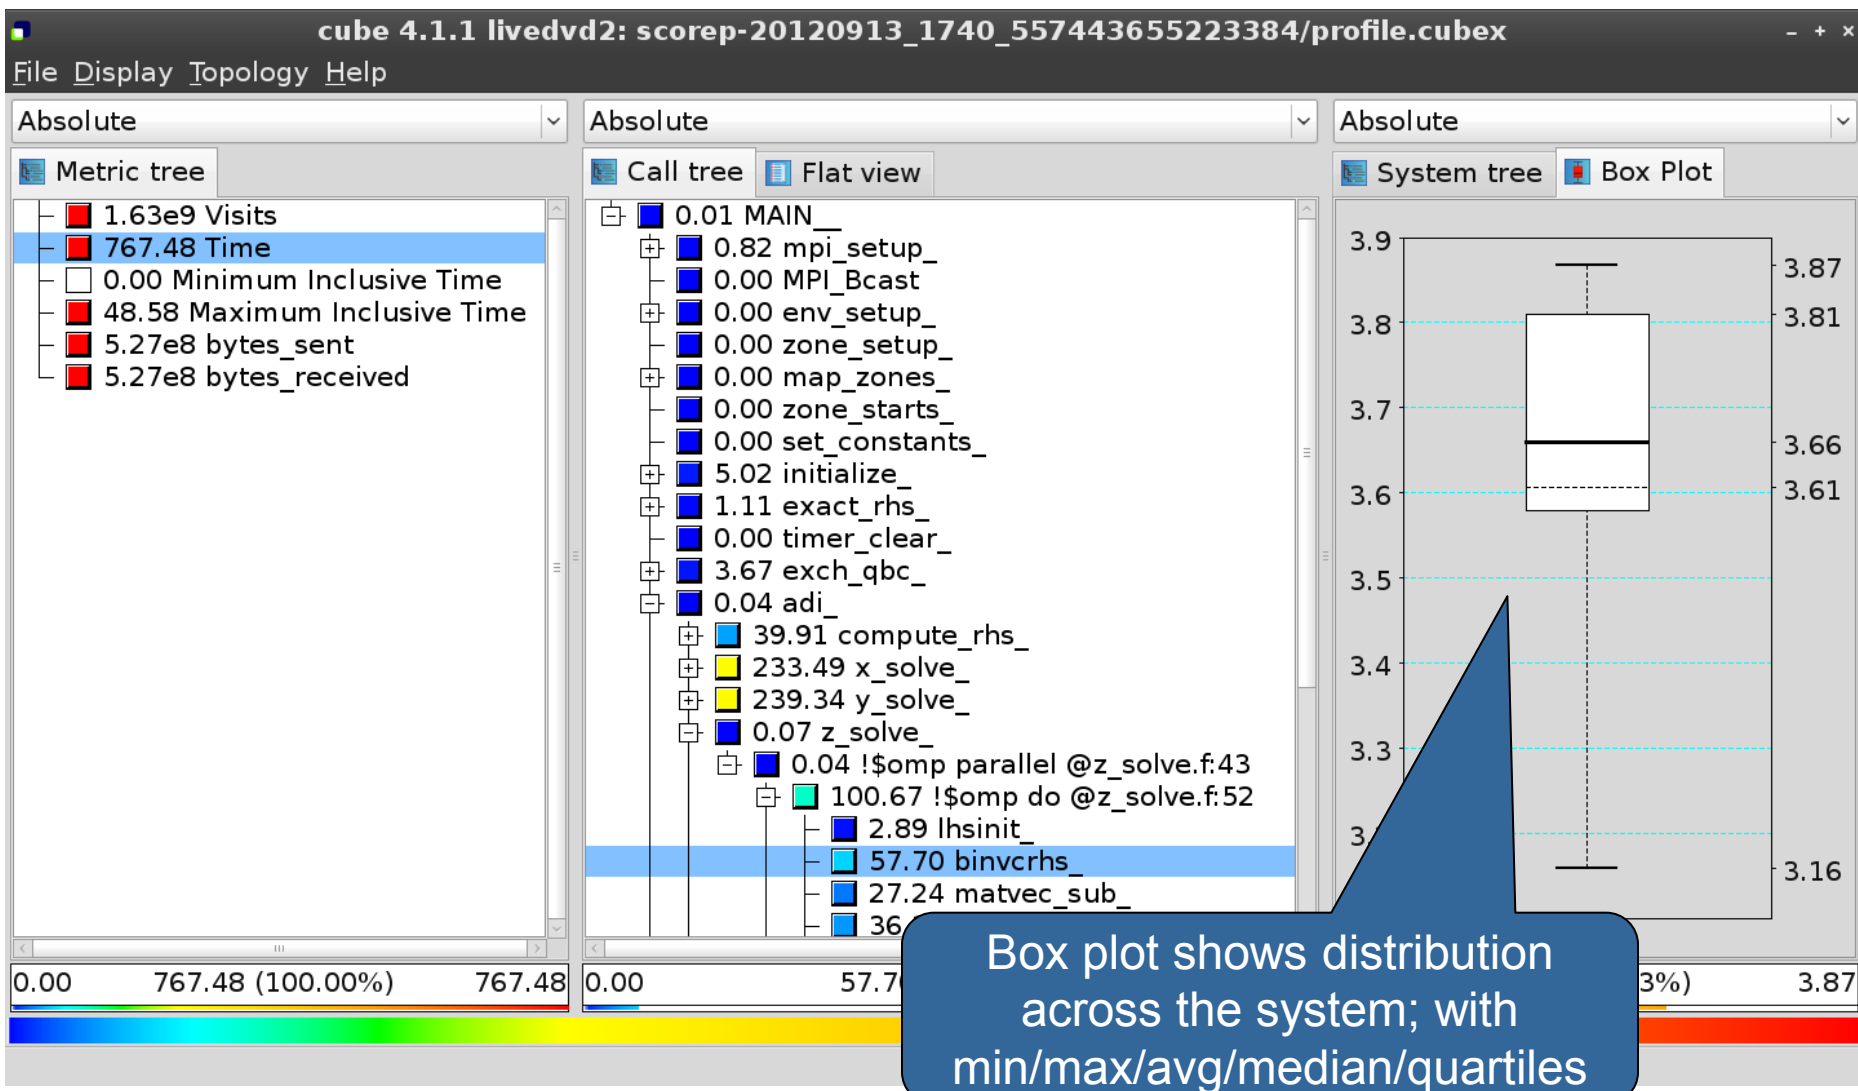 cube 4.1.1 livedvd2: scorep-20120913_1740_557443655223384/profile.cubex
File Display Topology Help
Absolute
Metric tree
1.63e9 Visits
767.48 Time
0.00 Minimum Inclusive Time
48.58 Maximum Inclusive Time
5.27e8 bytes_sent
5.27e8 bytes_received
0.00 767.48 (100.00%) 767.48
Absolute
Call tree Flat view
0.01 MAIN__
0.82 mpi_setup_
0.00 MPI_Bcast
0.00 env_setup_
0.00 zone_setup_
0.00 map_zones_
0.00 zone_starts_
0.00 set_constants_
5.02 initialize_
1.11 exact_rhs_
0.00 timer_clear_
3.67 exch_qbc_
0.04 adi_
39.91 compute_rhs_
233.49 x_solve_
239.34 y_solve_
0.07 z_solve_
0.04 !$omp parallel @z_solve.f:43
100.67 !$omp do @z_solve.f:52
2.89 lhsinit_
57.70 binvcrhs_
27.24 matvec_sub_
36
0.00
Absolute
System tree Box Plot
3.9
3.8
3.7
3.6
3.5
3.4
3.3
3.87
3.81
3.66
3.61
3.16
3%) 3.87
Box plot shows distribution
across the system; with
min/max/avg/median/quartiles